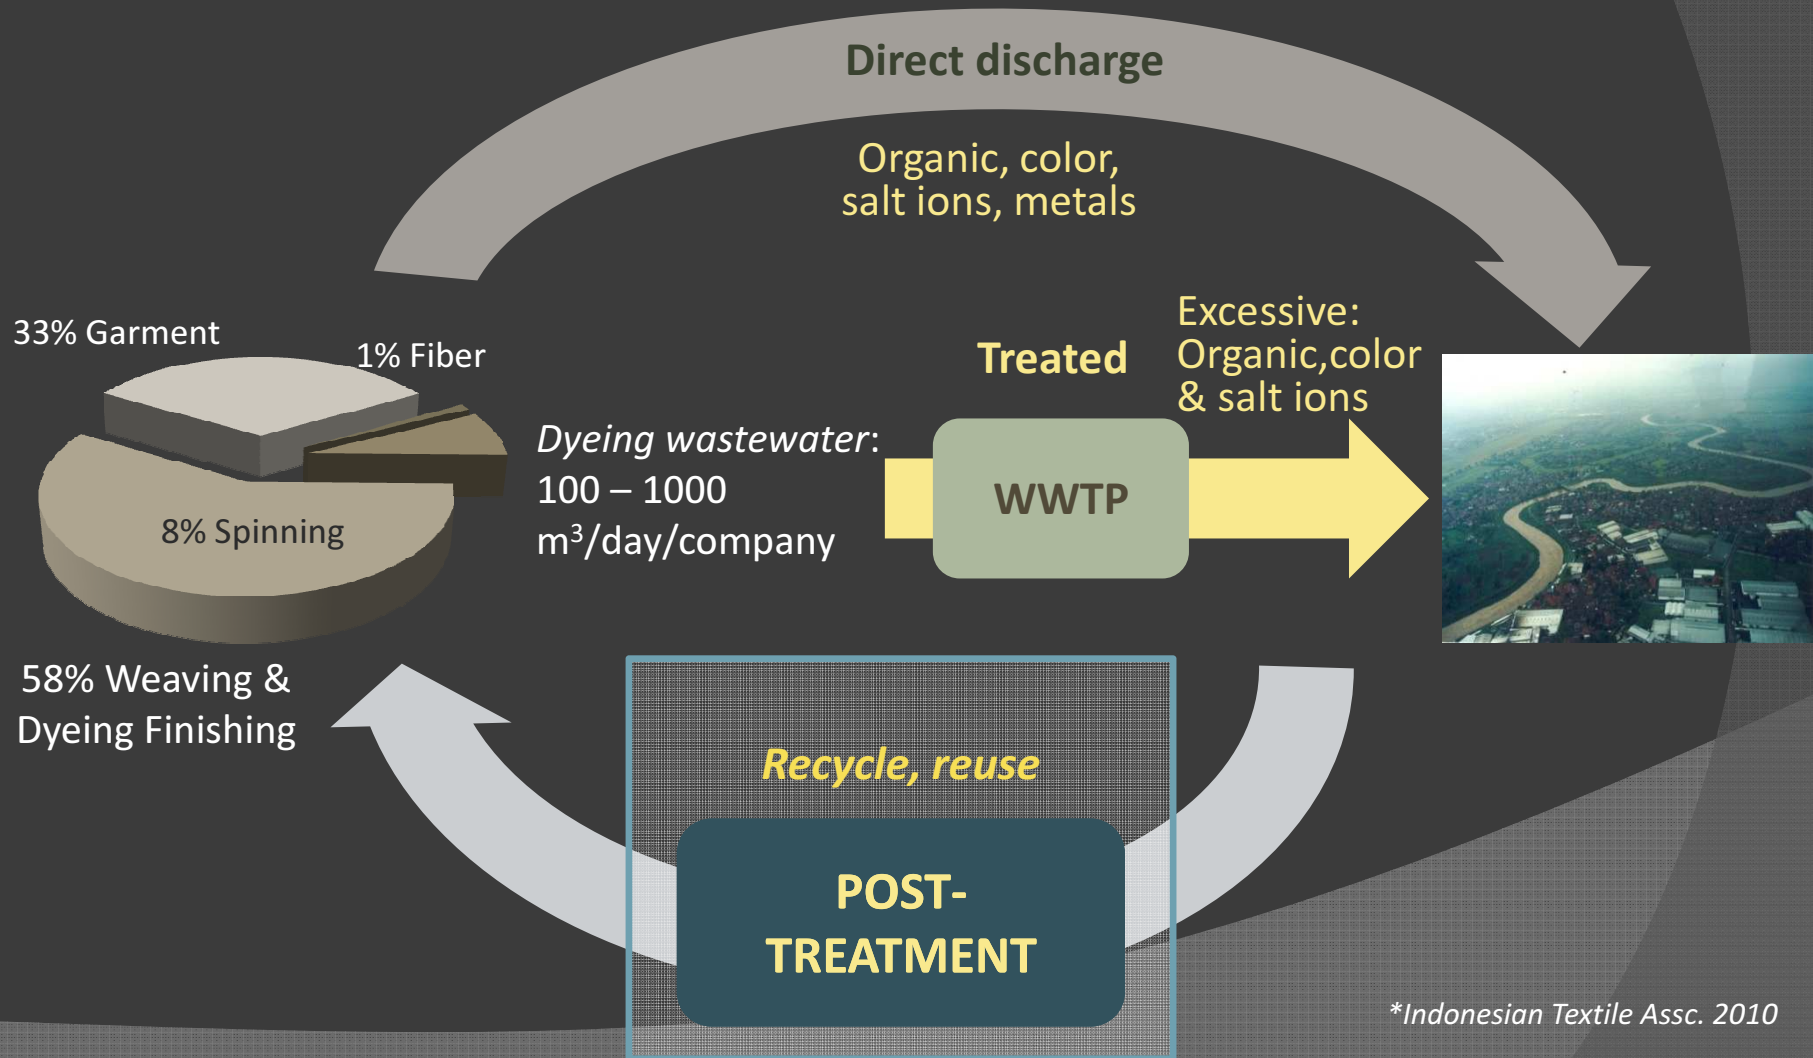 Direct discharge
Organic, color,
salt ions, metals
33% Garment
1% Fiber
8% Spinning
58% Weaving &
Dyeing Finishing
Dyeing wastewater:
100 – 1000
m³/day/company
Treated
WWTP
Excessive:
Organic,color
& salt ions
Recycle, reuse
POST-
TREATMENT
*Indonesian Textile Assc. 2010